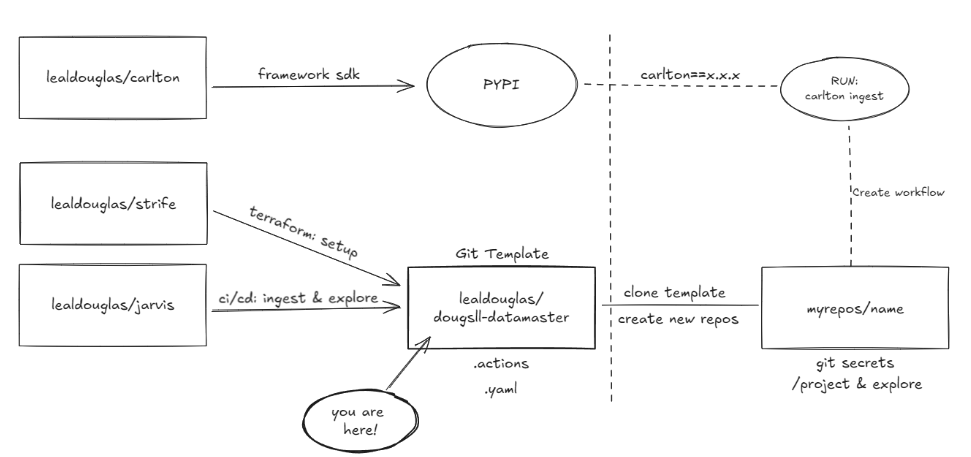 lealdouglas/carlton
framework sdk
PYPI
carlton==x.x.x
RUN:
carlton ingest
lealdouglas/strife
terraform: setup
Create workflow
Git Template
lealdouglas/jarvis
ci/cd: ingest & explore
lealdouglas/
dougsll-datamaster
clone template
create new repos
myrepos/name
.actions
.yaml
git secrets
/project & explore
you are
here!